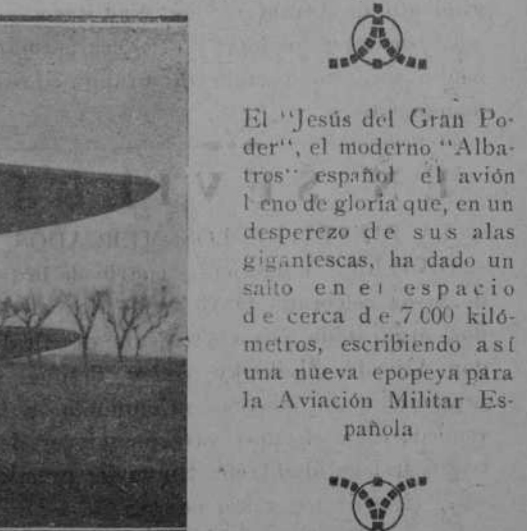 El "Jesús del Gran Po-
der", el moderno "Alba-
tros" español el avión
l eno de gloria que, en un
desperezo de sus alas
gigantescas, ha dado un
salto en el espacio
de cerca de 7 000 kiló-
metros, escribiendo así
una nueva epopeya para
la Aviación Militar Es-
pañola